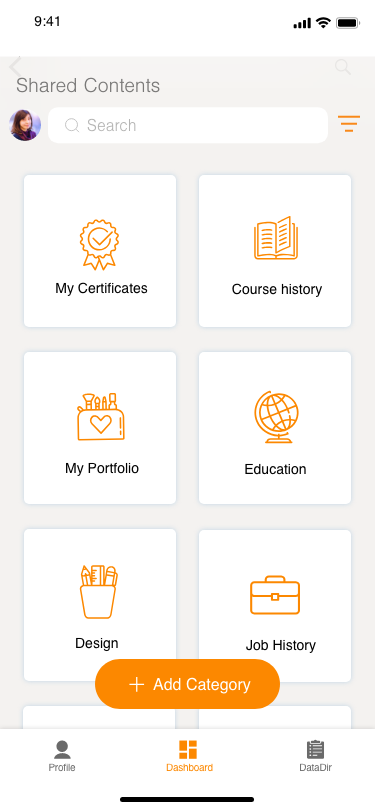 9:41
Shared Contents
Search
My Certificates
Course history
My Portfolio
Education
Design
Job History
+ Add Category
Profile
Dashboard
DataDir